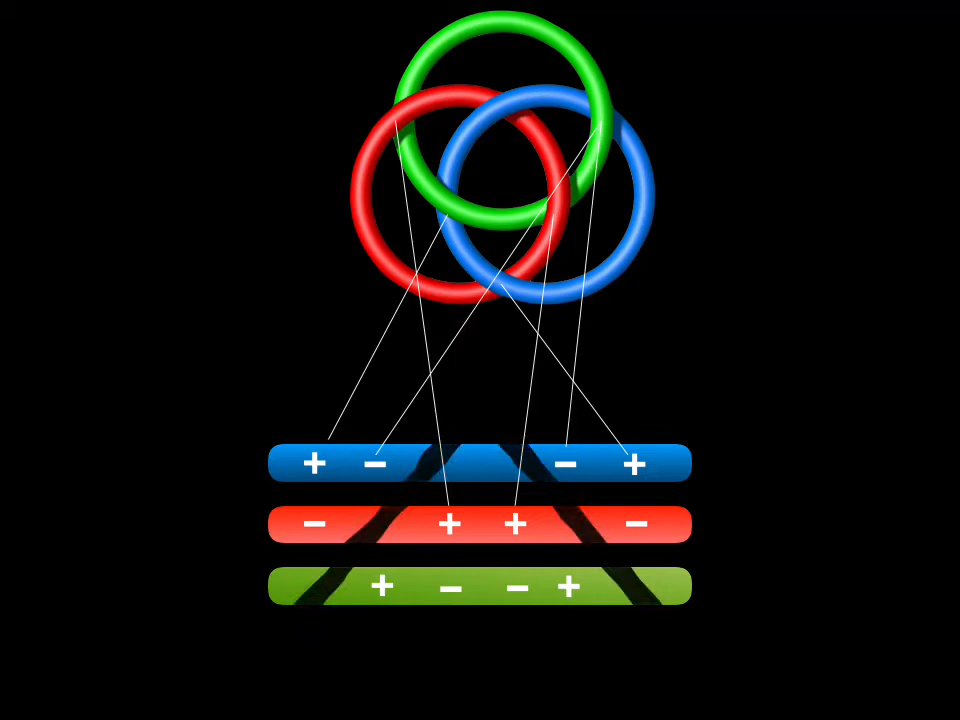 + − − +
− + + −
+ − − +